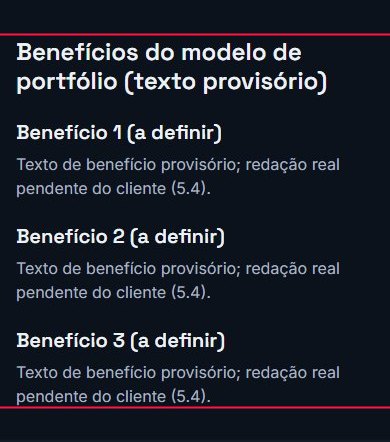 Benefícios do modelo de
portfólio (texto provisório)
Benefício 1 (a definir)
Texto de benefício provisório; redação real
pendente do cliente (5.4).
Benefício 2 (a definir)
Texto de benefício provisório; redação real
pendente do cliente (5.4).
Benefício 3 (a definir)
Texto de benefício provisório; redação real
pendente do cliente (5.4).